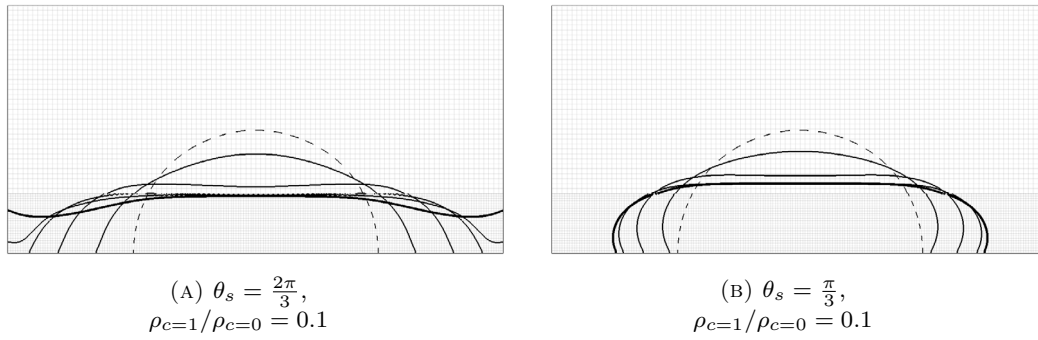 (A) θ_s = 2π/3,
ρ_{c=1}/ρ_{c=0} = 0.1
(B) θ_s = π/3,
ρ_{c=1}/ρ_{c=0} = 0.1